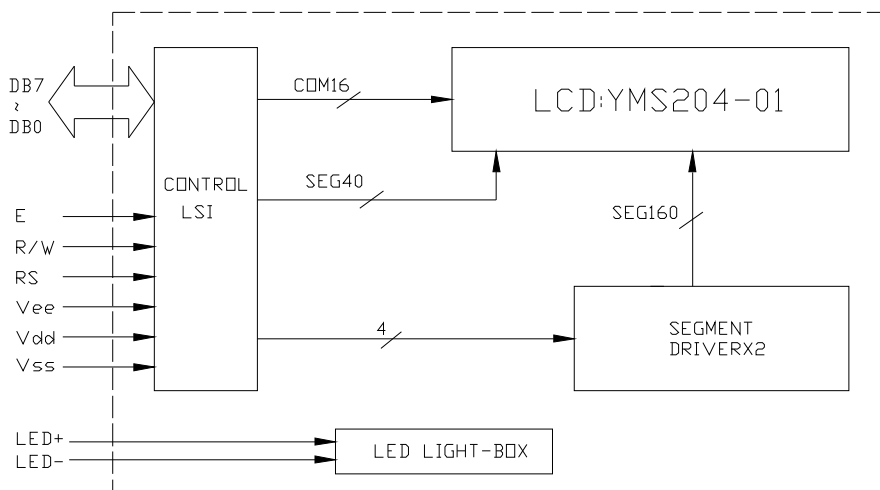 DB7
~
DB0
COM16
LCD:YMS204-01
CONTROL
LSI
SEG40
SEG160
E
R/W
RS
Vee
Vdd
Vss
4
SEGMENT
DRIVERX2
LED+
LED-
LED LIGHT-BOX